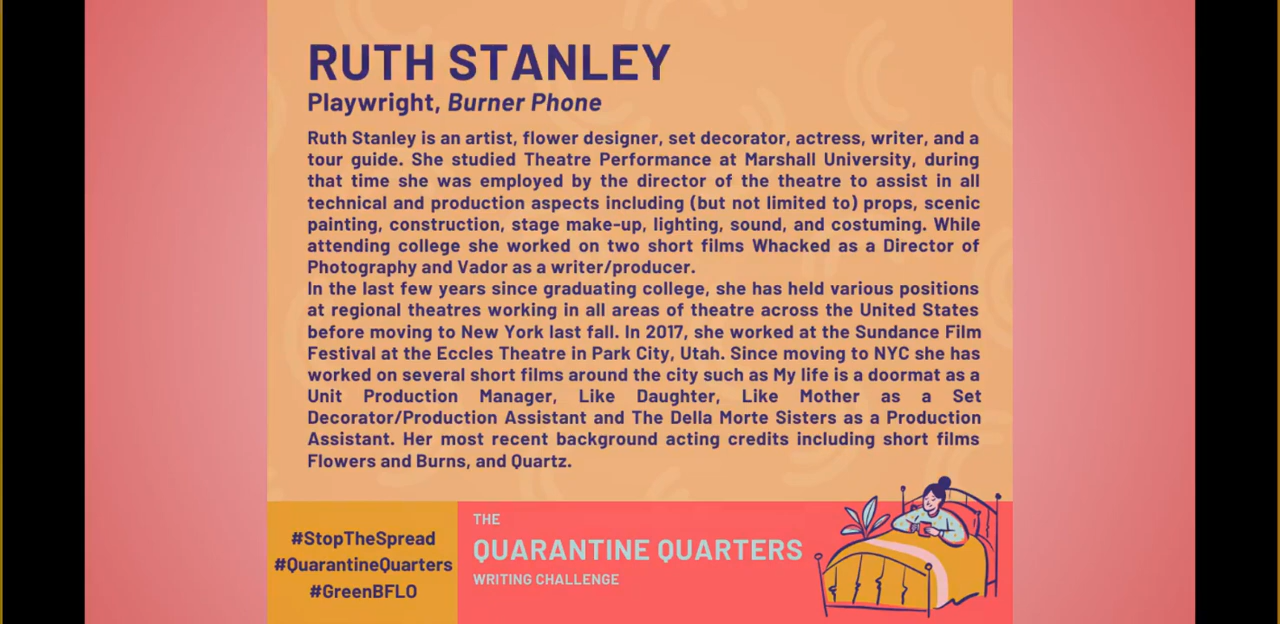 RUTH STANLEY
Playwright, Burner Phone
Ruth Stanley is an artist, flower designer, set decorator, actress, writer, and a
tour guide. She studied Theatre Performance at Marshall University, during
that time she was employed by the director of the theatre to assist in all
technical and production aspects including (but not limited to) props, scenic
painting, construction, stage make-up, lighting, sound, and costuming. While
attending college she worked on two short films Whacked as a Director of
Photography and Vador as a writer/producer.
In the last few years since graduating college, she has held various positions
at regional theatres working in all areas of theatre across the United States
before moving to New York last fall. In 2017, she worked at the Sundance Film
Festival at the Eccles Theatre in Park City, Utah. Since moving to NYC she has
worked on several short films around the city such as My life is a doormat as a
Unit Production Manager, Like Daughter, Like Mother as a Set
Decorator/Production Assistant and The Della Morte Sisters as a Production
Assistant. Her most recent background acting credits including short films
Flowers and Burns, and Quartz.
#StopTheSpread
#QuarantineQuarters
#GreenBFLO
THE
QUARANTINE QUARTERS
WRITING CHALLENGE